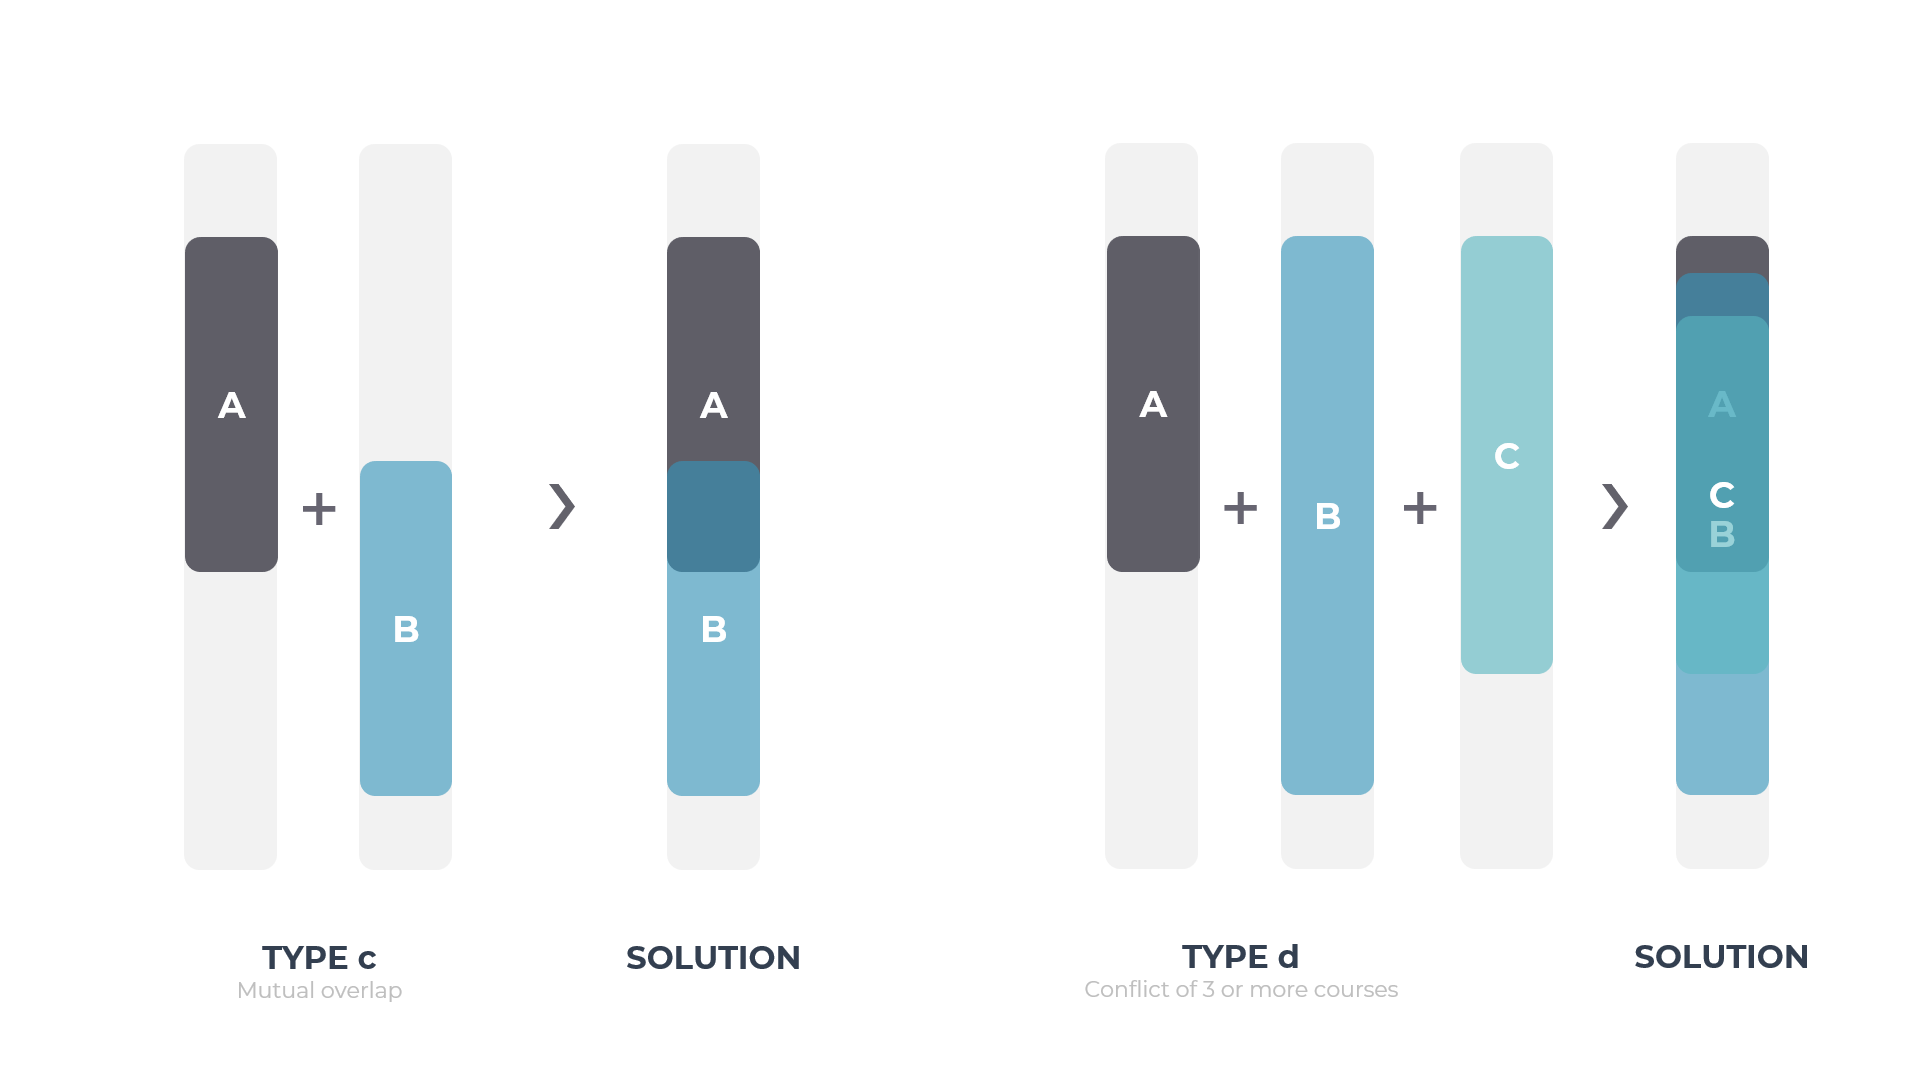 A
+
B
A
B
A
+
B
+
C
A
C
B
TYPE c
Mutual overlap
SOLUTION
TYPE d
Conflict of 3 or more courses
SOLUTION